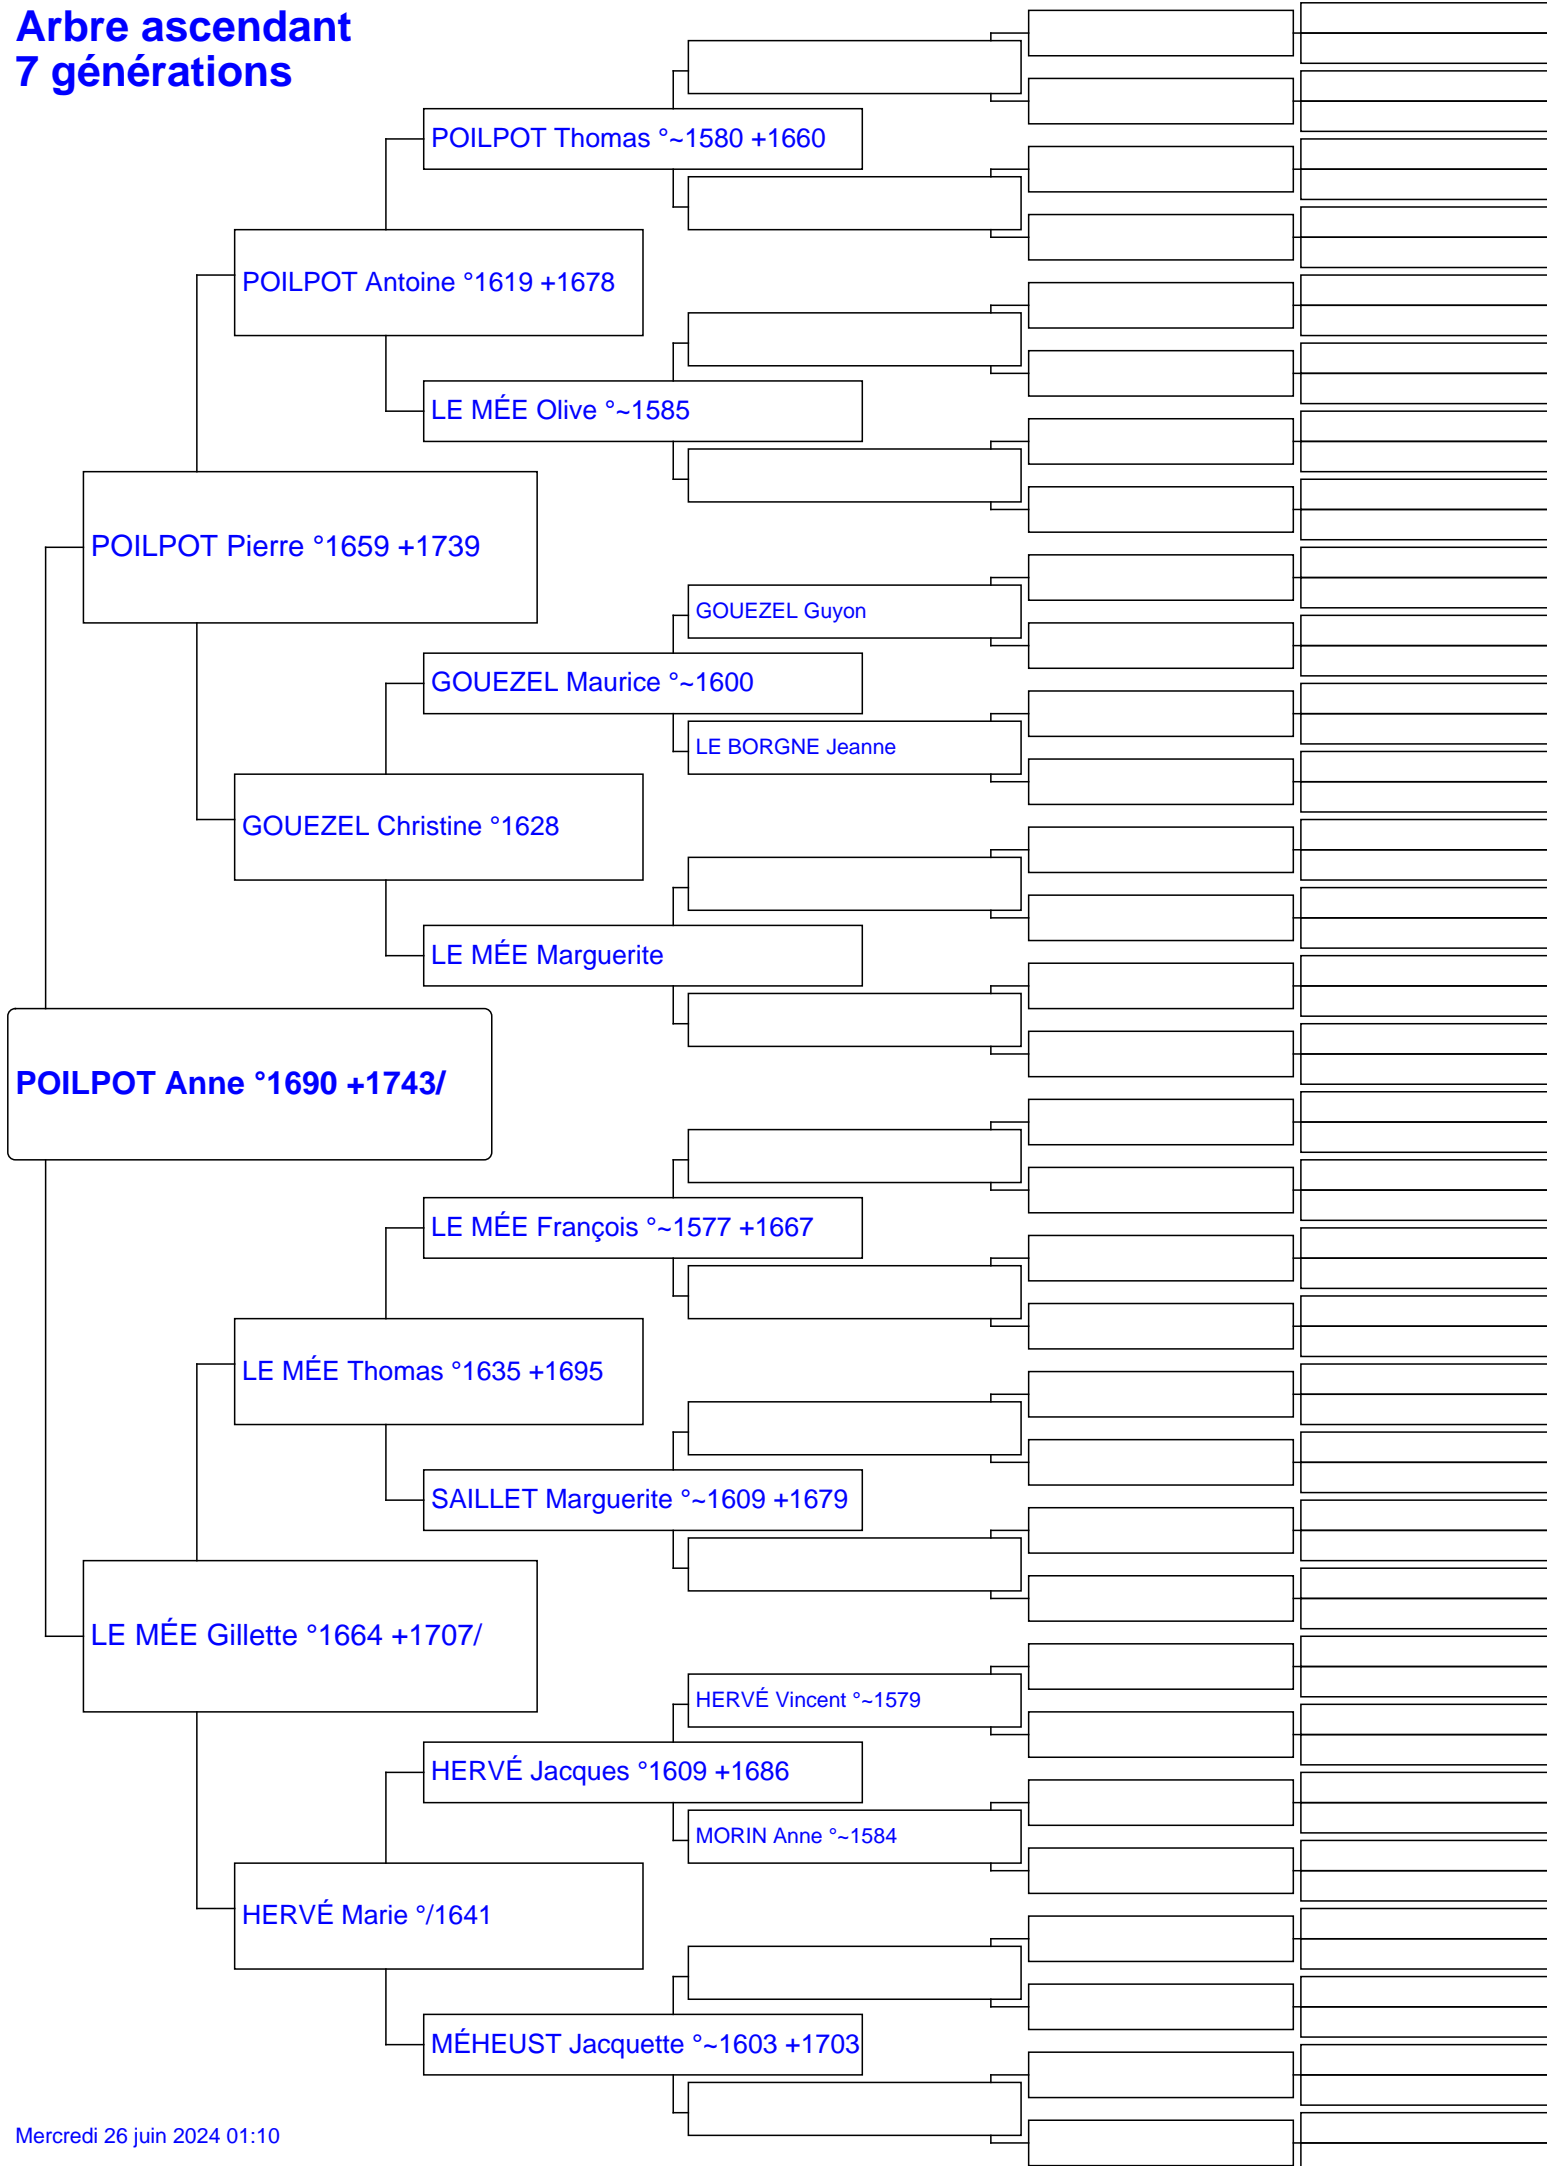 Arbre ascendant
7 générations
POILPOT Thomas °~1580 +1660
POILPOT Antoine °1619 +1678
LE MÉE Olive °~1585
POILPOT Pierre °1659 +1739
GOUEZEL Guyon
GOUEZEL Maurice °~1600
LE BORGNE Jeanne
GOUEZEL Christine °1628
LE MÉE Marguerite
POILPOT Anne °1690 +1743/
LE MÉE François °~1577 +1667
LE MÉE Thomas °1635 +1695
SAILLET Marguerite °~1609 +1679
LE MÉE Gillette °1664 +1707/
HERVÉ Vincent °~1579
HERVÉ Jacques °1609 +1686
MORIN Anne °~1584
HERVÉ Marie °/1641
MÉHEUST Jacquette °~1603 +1703
Mercredi 26 juin 2024 01:10